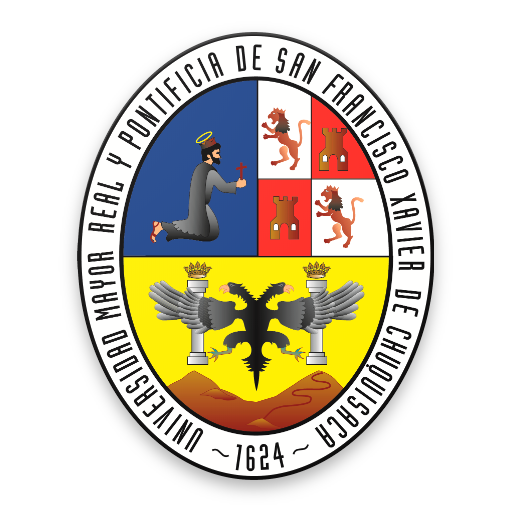 UNIVERSIDAD MAYOR REAL Y PONTIFICIA DE SAN FRANCISCO XAVIER DE CHUQUISACA
~1624~